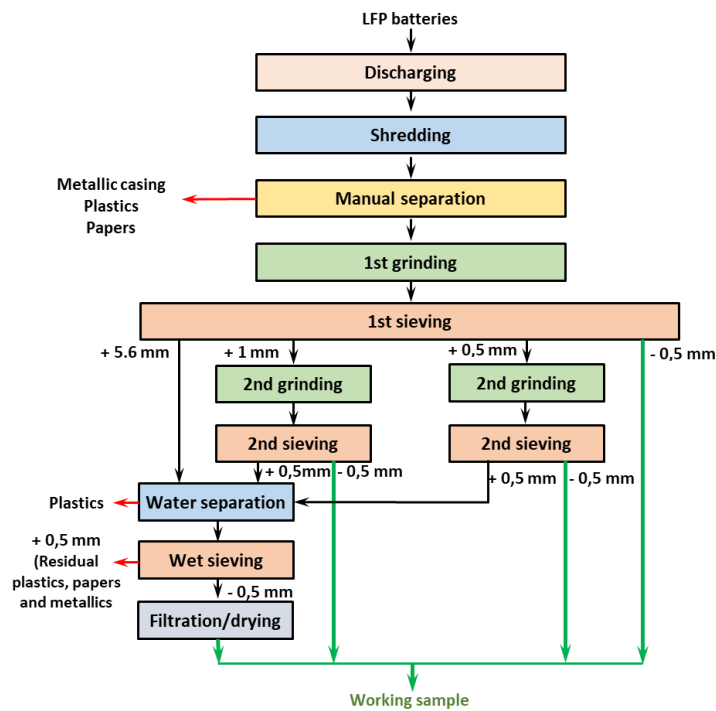 LFP batteries
Discharging
Shredding
Metallic casing
Plastics
Papers
Manual separation
1st grinding
1st sieving
+ 5.6 mm
+ 1 mm
+ 0,5 mm
- 0,5 mm
2nd grinding
2nd grinding
2nd sieving
2nd sieving
+ 0,5mm
- 0,5 mm
+ 0,5 mm
- 0,5 mm
Plastics
Water separation
+ 0,5 mm
(Residual
plastics, papers
and metallics
Wet sieving
- 0,5 mm
Filtration/drying
Working sample